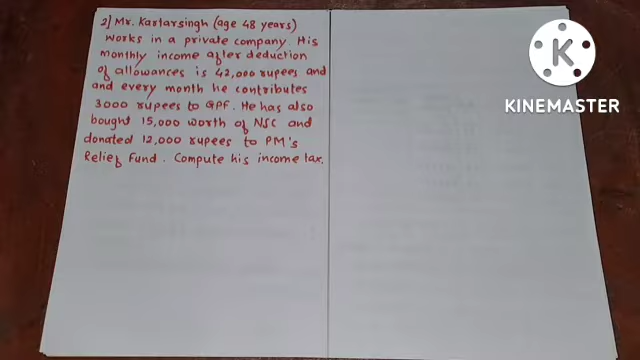 2] Mr. Kartarsingh (age 48 years)
works in a private company. His
monthly income after deduction
of allowances is 42,000 rupees and
and every month he contributes
3000 rupees to GPF. He has also
bought 15,000 worth of NSC and
donated 12,000 rupees to PM's
Relief Fund. Compute his income tax.
K
KINEMASTER